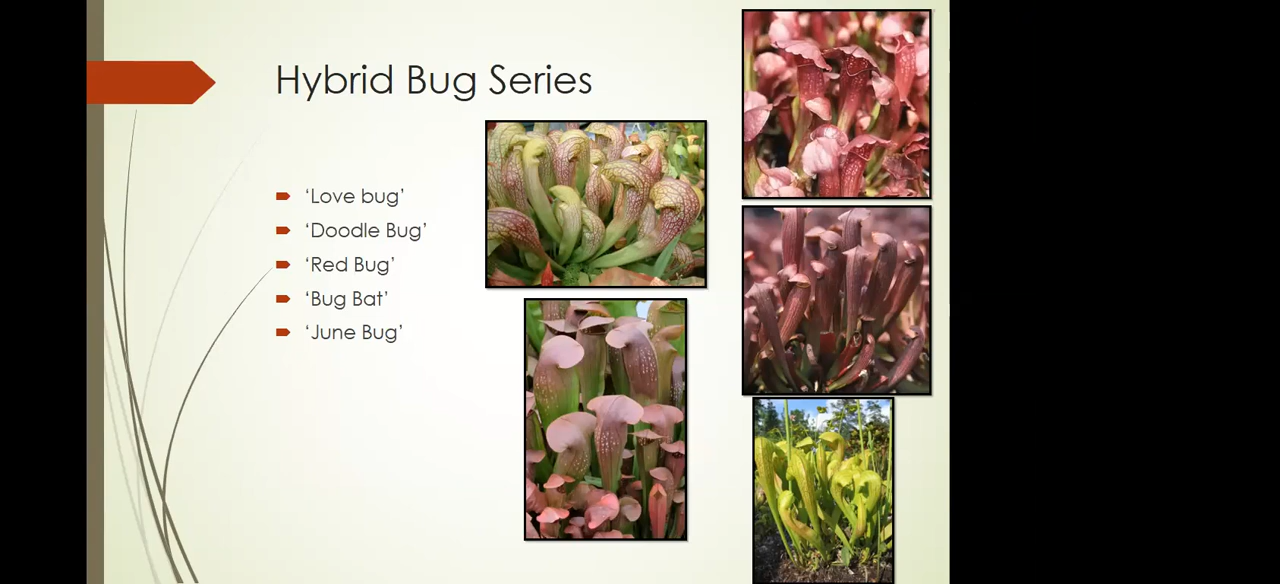 Hybrid Bug Series
‘Love bug’
‘Doodle Bug’
‘Red Bug’
‘Bug Bat’
‘June Bug’